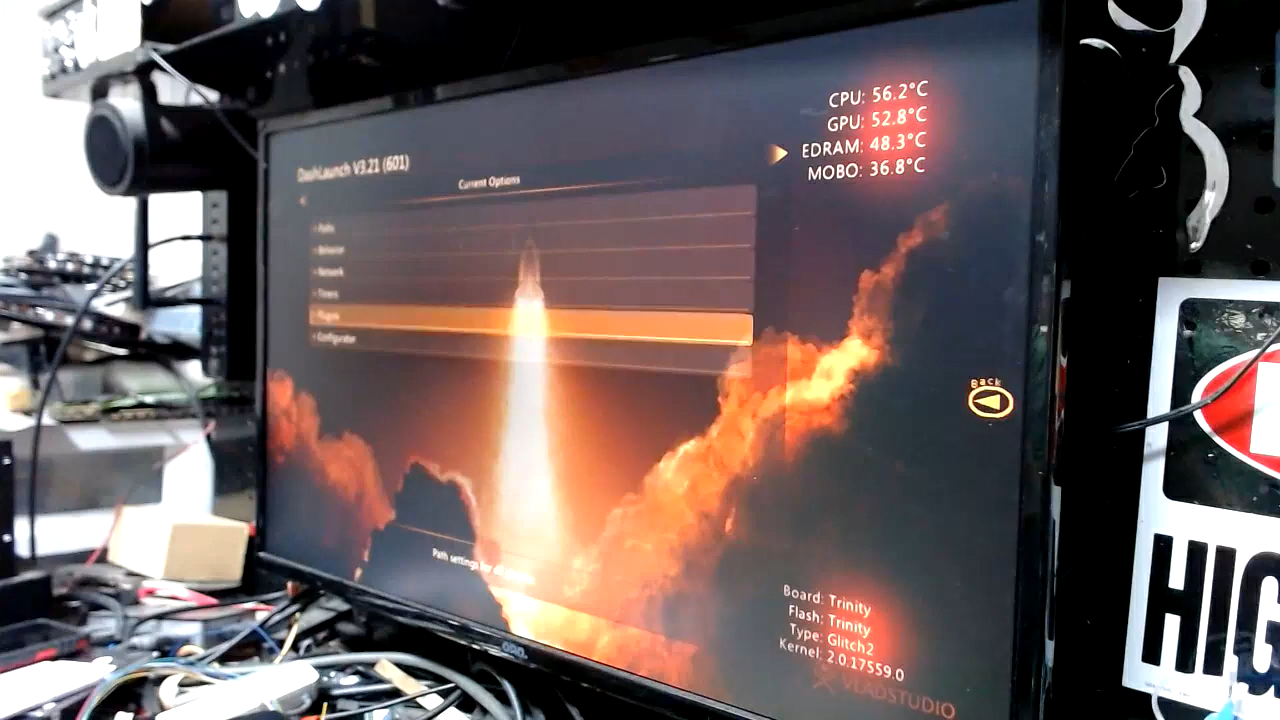 DashLaunch V3.21 (601)
Current Options
Paths
Behavior
Network
Timers
Plugins
Configurator
Path settings for
CPU: 56.2°C
GPU: 52.8°C
EDRAM: 48.3°C
MOBO: 36.8°C
Back
Board: Trinity
Flash: Trinity
Type: Glitch2
Kernel: 2.0.17559.0
VLADSTUDIO
HIG